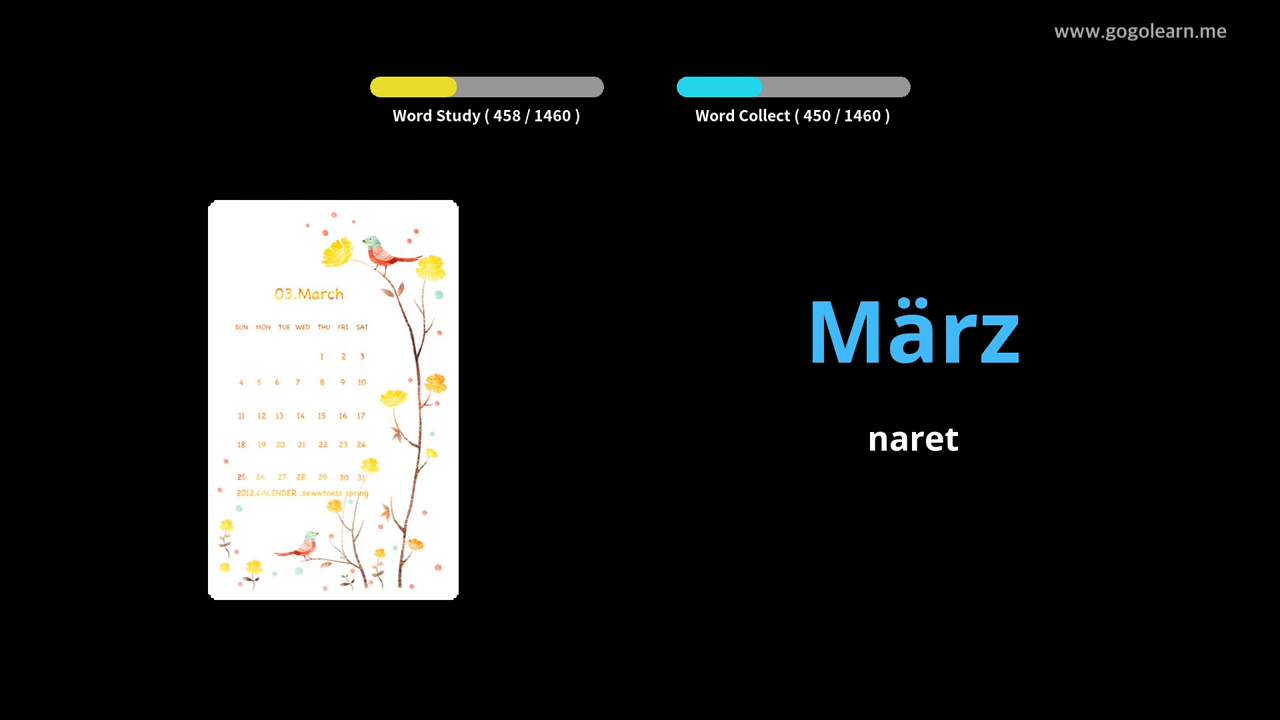 www.gogolearn.me
Word Study ( 458 / 1460 )
Word Collect ( 450 / 1460 )
03.March
SUN MON TUE WED THU FRI SAT
1 2 3
4 5 6 7 8 9 10
11 12 13 14 15 16 17
18 19 20 21 22 23 24
25 26 27 28 29 30 31
2012.CALENDER .sewwitness spring
März
naret